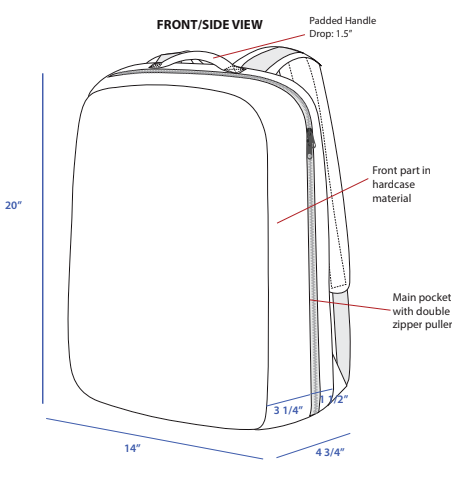 FRONT/SIDE VIEW
Padded Handle
Drop: 1.5"
20"
Front part in
hardcase
material
Main pocket
with double
zipper puller
1 1/2"
3 1/4"
14"
4 3/4"